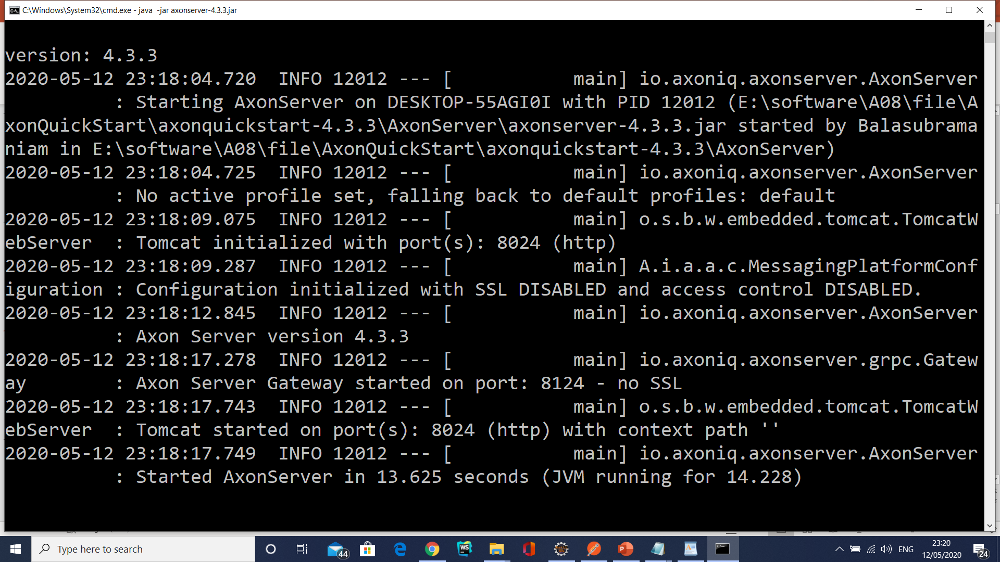 C:\Windows\System32\cmd.exe - java  -jar axonserver-4.3.3.jar
version: 4.3.3
2020-05-12 23:18:04.720  INFO 12012 --- [           main] io.axoniq.axonserver.AxonServer
          : Starting AxonServer on DESKTOP-55AGI0I with PID 12012 (E:\software\A08\file\A
xonQuickStart\axonquickstart-4.3.3\AxonServer\axonserver-4.3.3.jar started by Balasubrama
niam in E:\software\A08\file\AxonQuickStart\axonquickstart-4.3.3\AxonServer)
2020-05-12 23:18:04.725  INFO 12012 --- [           main] io.axoniq.axonserver.AxonServer
          : No active profile set, falling back to default profiles: default
2020-05-12 23:18:09.075  INFO 12012 --- [           main] o.s.b.w.embedded.tomcat.TomcatW
ebServer  : Tomcat initialized with port(s): 8024 (http)
2020-05-12 23:18:09.287  INFO 12012 --- [           main] A.i.a.a.c.MessagingPlatformConf
iguration : Configuration initialized with SSL DISABLED and access control DISABLED.
2020-05-12 23:18:12.845  INFO 12012 --- [           main] io.axoniq.axonserver.AxonServer
          : Axon Server version 4.3.3
2020-05-12 23:18:17.278  INFO 12012 --- [           main] io.axoniq.axonserver.grpc.Gatew
ay        : Axon Server Gateway started on port: 8124 - no SSL
2020-05-12 23:18:17.743  INFO 12012 --- [           main] o.s.b.w.embedded.tomcat.TomcatW
ebServer  : Tomcat started on port(s): 8024 (http) with context path ''
2020-05-12 23:18:17.749  INFO 12012 --- [           main] io.axoniq.axonserver.AxonServer
          : Started AxonServer in 13.625 seconds (JVM running for 14.228)
Type here to search
44
WS
P
ENG
23:20
12/05/2020
24